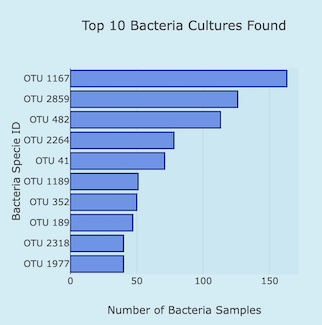 Top 10 Bacteria Cultures Found
Bacteria Specie ID
OTU 1167
OTU 2859
OTU 482
OTU 2264
OTU 41
OTU 1189
OTU 352
OTU 189
OTU 2318
OTU 1977
0 50 100 150
Number of Bacteria Samples